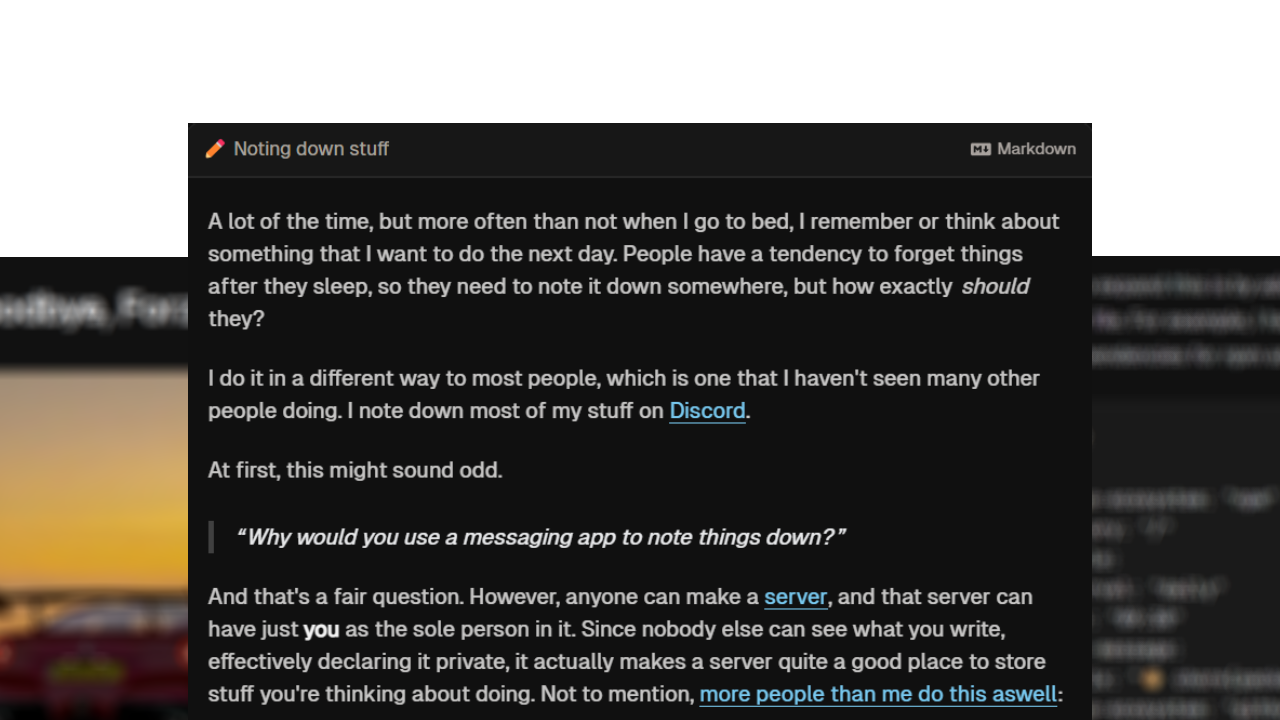 Noting down stuff
Markdown
A lot of the time, but more often than not when I go to bed, I remember or think about
something that I want to do the next day. People have a tendency to forget things
after they sleep, so they need to note it down somewhere, but how exactly should
they?
I do it in a different way to most people, which is one that I haven't seen many other
people doing. I note down most of my stuff on Discord.
At first, this might sound odd.
“Why would you use a messaging app to note things down?”
And that's a fair question. However, anyone can make a server, and that server can
have just you as the sole person in it. Since nobody else can see what you write,
effectively declaring it private, it actually makes a server quite a good place to store
stuff you're thinking about doing. Not to mention, more people than me do this aswell: